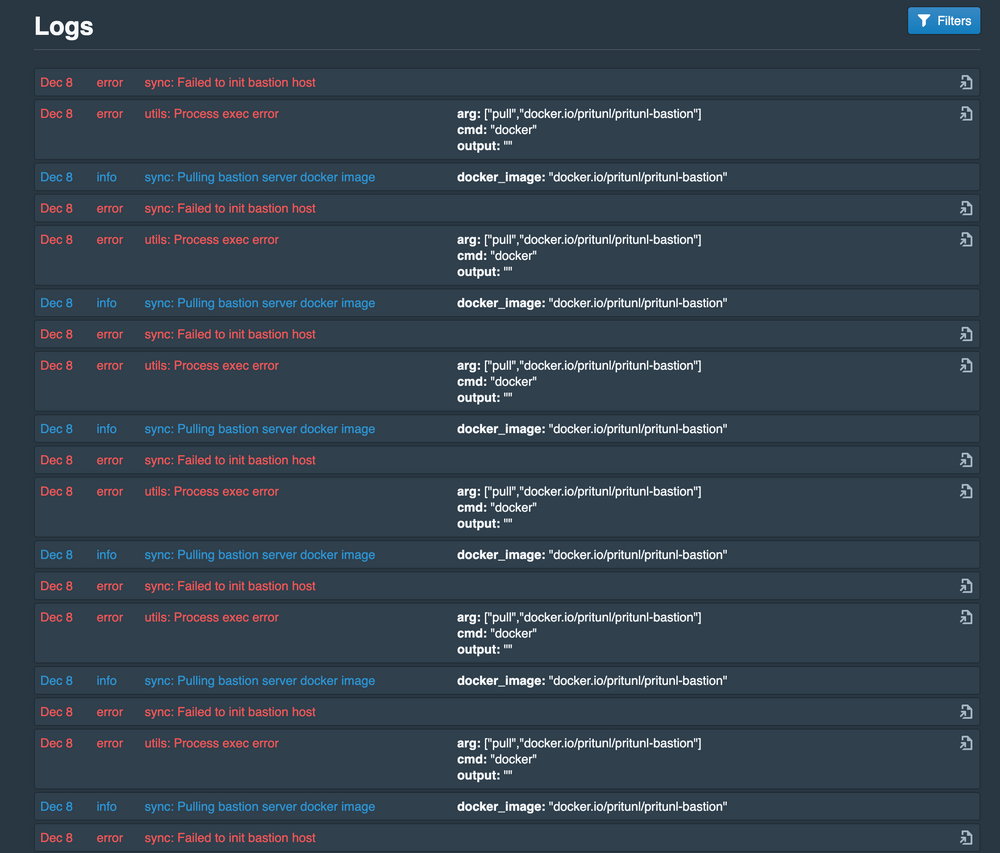 Logs
Filters
Dec 8 error sync: Failed to init bastion host
Dec 8 error utils: Process exec error arg: ["pull","docker.io/pritunl/pritunl-bastion"]
cmd: "docker"
output: ""
Dec 8 info sync: Pulling bastion server docker image docker_image: "docker.io/pritunl/pritunl-bastion"
Dec 8 error sync: Failed to init bastion host
Dec 8 error utils: Process exec error arg: ["pull","docker.io/pritunl/pritunl-bastion"]
cmd: "docker"
output: ""
Dec 8 info sync: Pulling bastion server docker image docker_image: "docker.io/pritunl/pritunl-bastion"
Dec 8 error sync: Failed to init bastion host
Dec 8 error utils: Process exec error arg: ["pull","docker.io/pritunl/pritunl-bastion"]
cmd: "docker"
output: ""
Dec 8 info sync: Pulling bastion server docker image docker_image: "docker.io/pritunl/pritunl-bastion"
Dec 8 error sync: Failed to init bastion host
Dec 8 error utils: Process exec error arg: ["pull","docker.io/pritunl/pritunl-bastion"]
cmd: "docker"
output: ""
Dec 8 info sync: Pulling bastion server docker image docker_image: "docker.io/pritunl/pritunl-bastion"
Dec 8 error sync: Failed to init bastion host
Dec 8 error utils: Process exec error arg: ["pull","docker.io/pritunl/pritunl-bastion"]
cmd: "docker"
output: ""
Dec 8 info sync: Pulling bastion server docker image docker_image: "docker.io/pritunl/pritunl-bastion"
Dec 8 error sync: Failed to init bastion host
Dec 8 error utils: Process exec error arg: ["pull","docker.io/pritunl/pritunl-bastion"]
cmd: "docker"
output: ""
Dec 8 info sync: Pulling bastion server docker image docker_image: "docker.io/pritunl/pritunl-bastion"
Dec 8 error sync: Failed to init bastion host